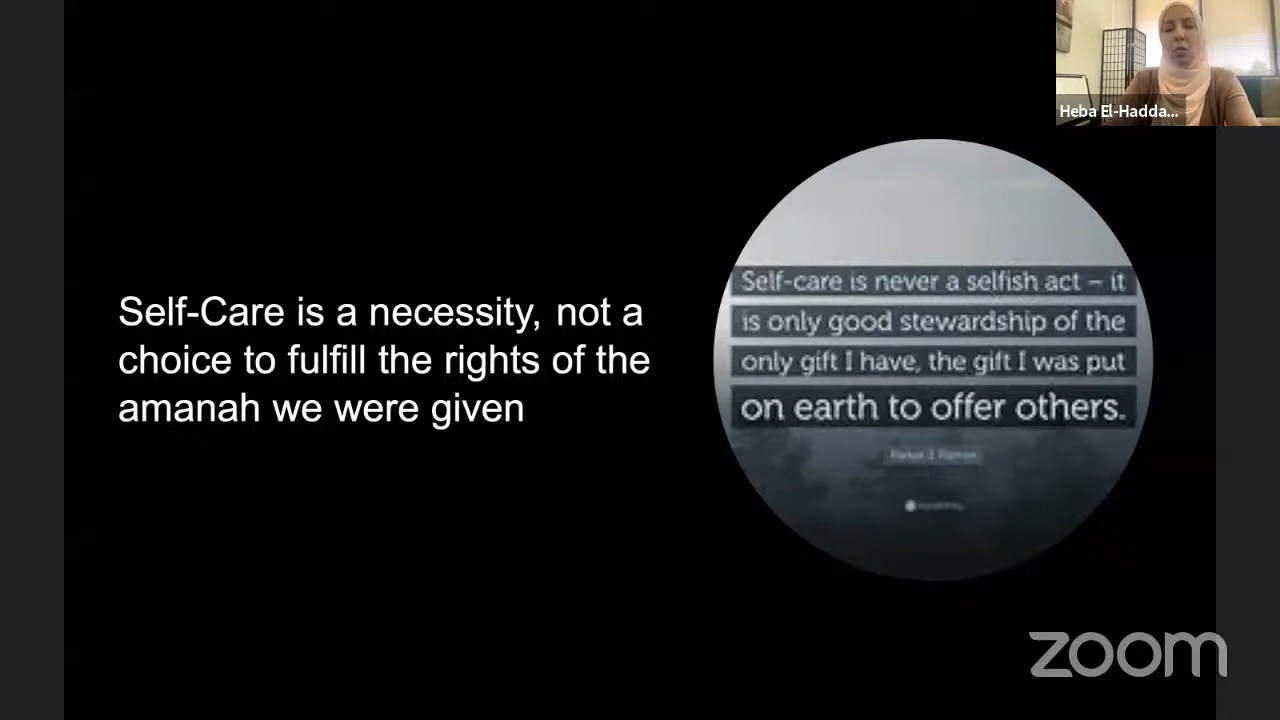 Heba El-Hadda...
Self-Care is a necessity, not a
choice to fulfill the rights of the
amanah we were given
Self-care is never a selfish act – it
is only good stewardship of the
only gift I have, the gift I was put
on earth to offer others.
zoom